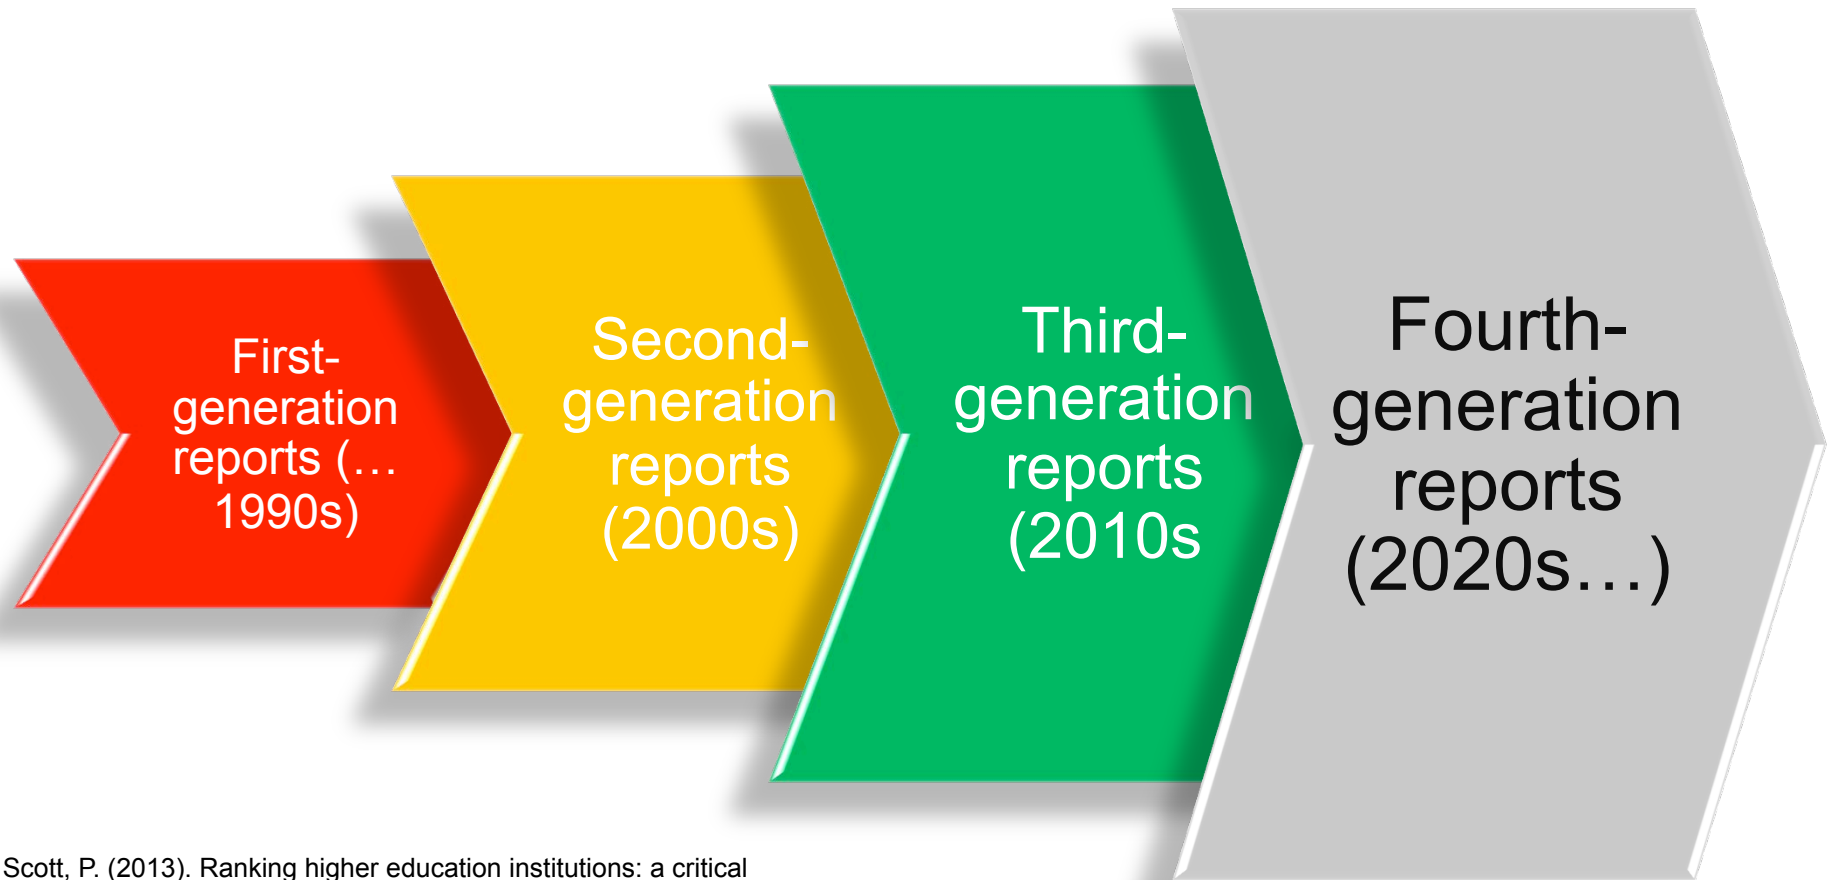 First-
generation
reports (…
1990s)
Second-
generation
reports
(2000s)
Third-
generation
reports
(2010s
Fourth-
generation
reports
(2020s…)
Scott, P. (2013). Ranking higher education institutions: a critical